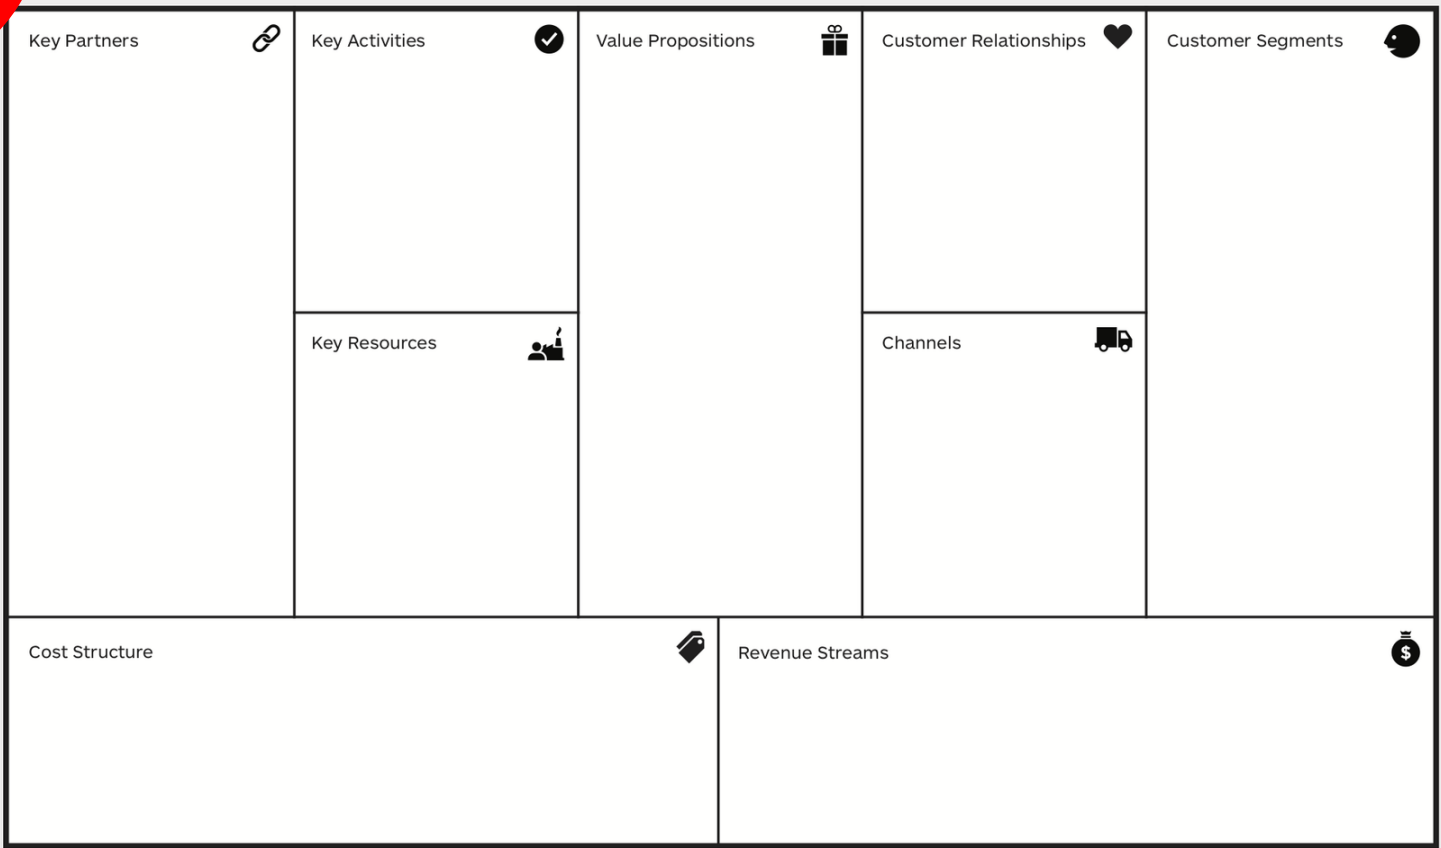 Key Partners
Key Activities
Value Propositions
Customer Relationships
Customer Segments
Key Resources
Channels
Cost Structure
Revenue Streams
$